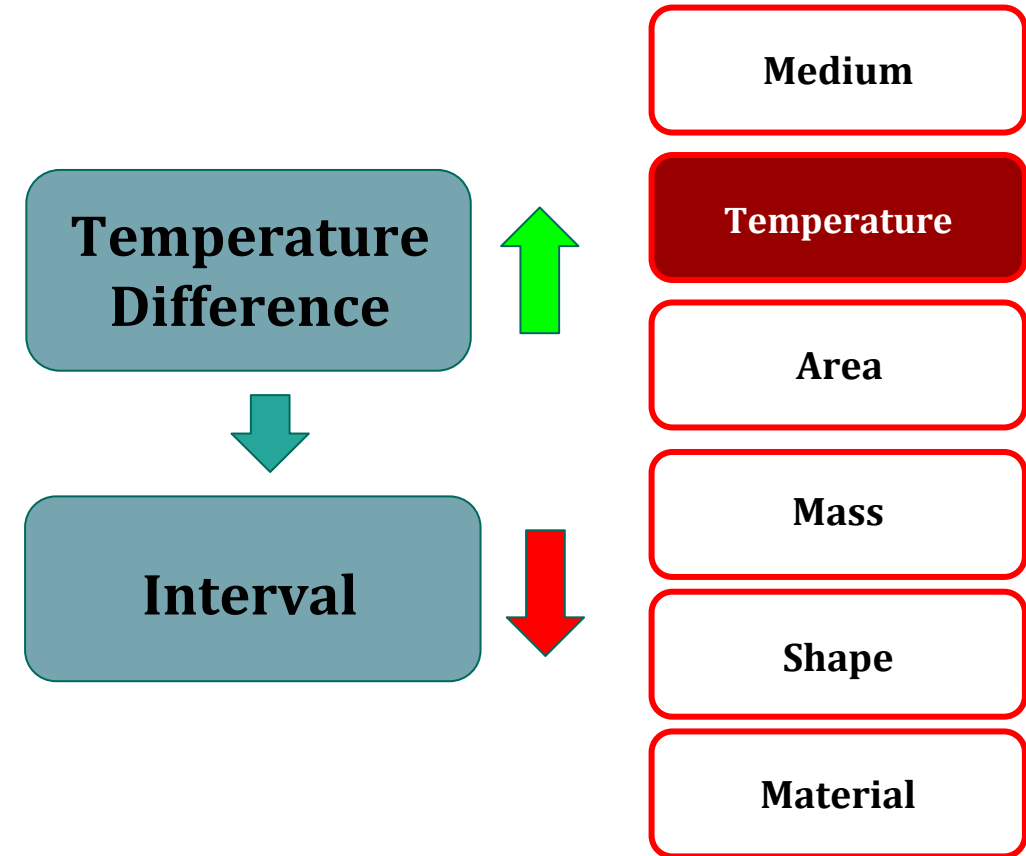 Temperature
Difference
Interval
Medium
Temperature
Area
Mass
Shape
Material